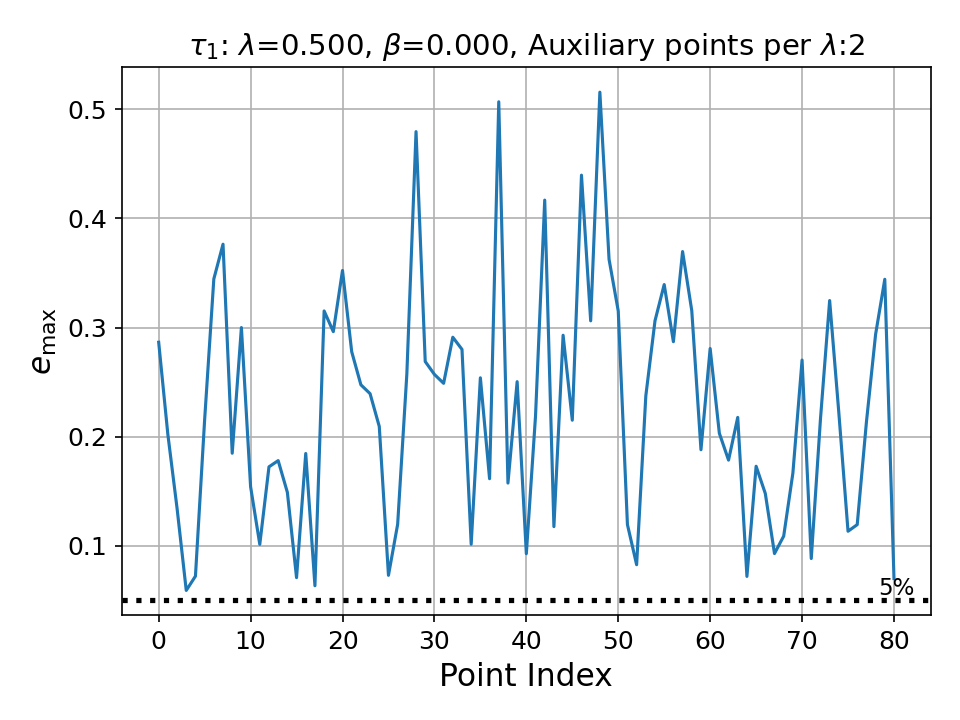 τ₁: λ=0.500, β=0.000, Auxiliary points per λ:2
0.5
0.4
0.3
0.2
0.1
e_max
5%
0 10 20 30 40 50 60 70 80
Point Index